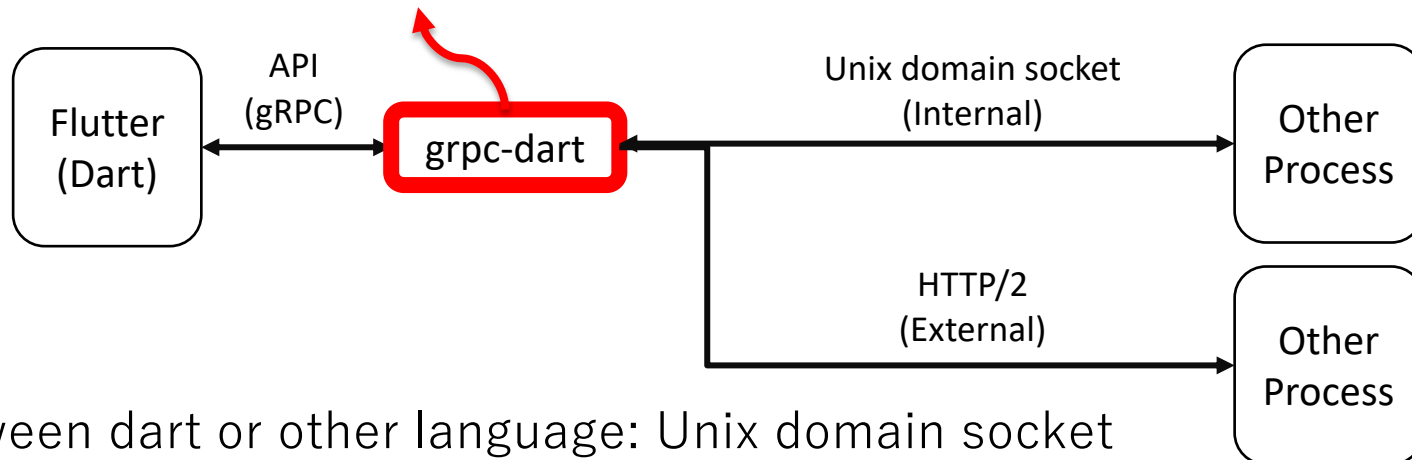 Flutter
(Dart)
API
(gRPC)
grpc-dart
Unix domain socket
(Internal)
Other
Process
HTTP/2
(External)
Other
Process
dart or other language: Unix domain socket